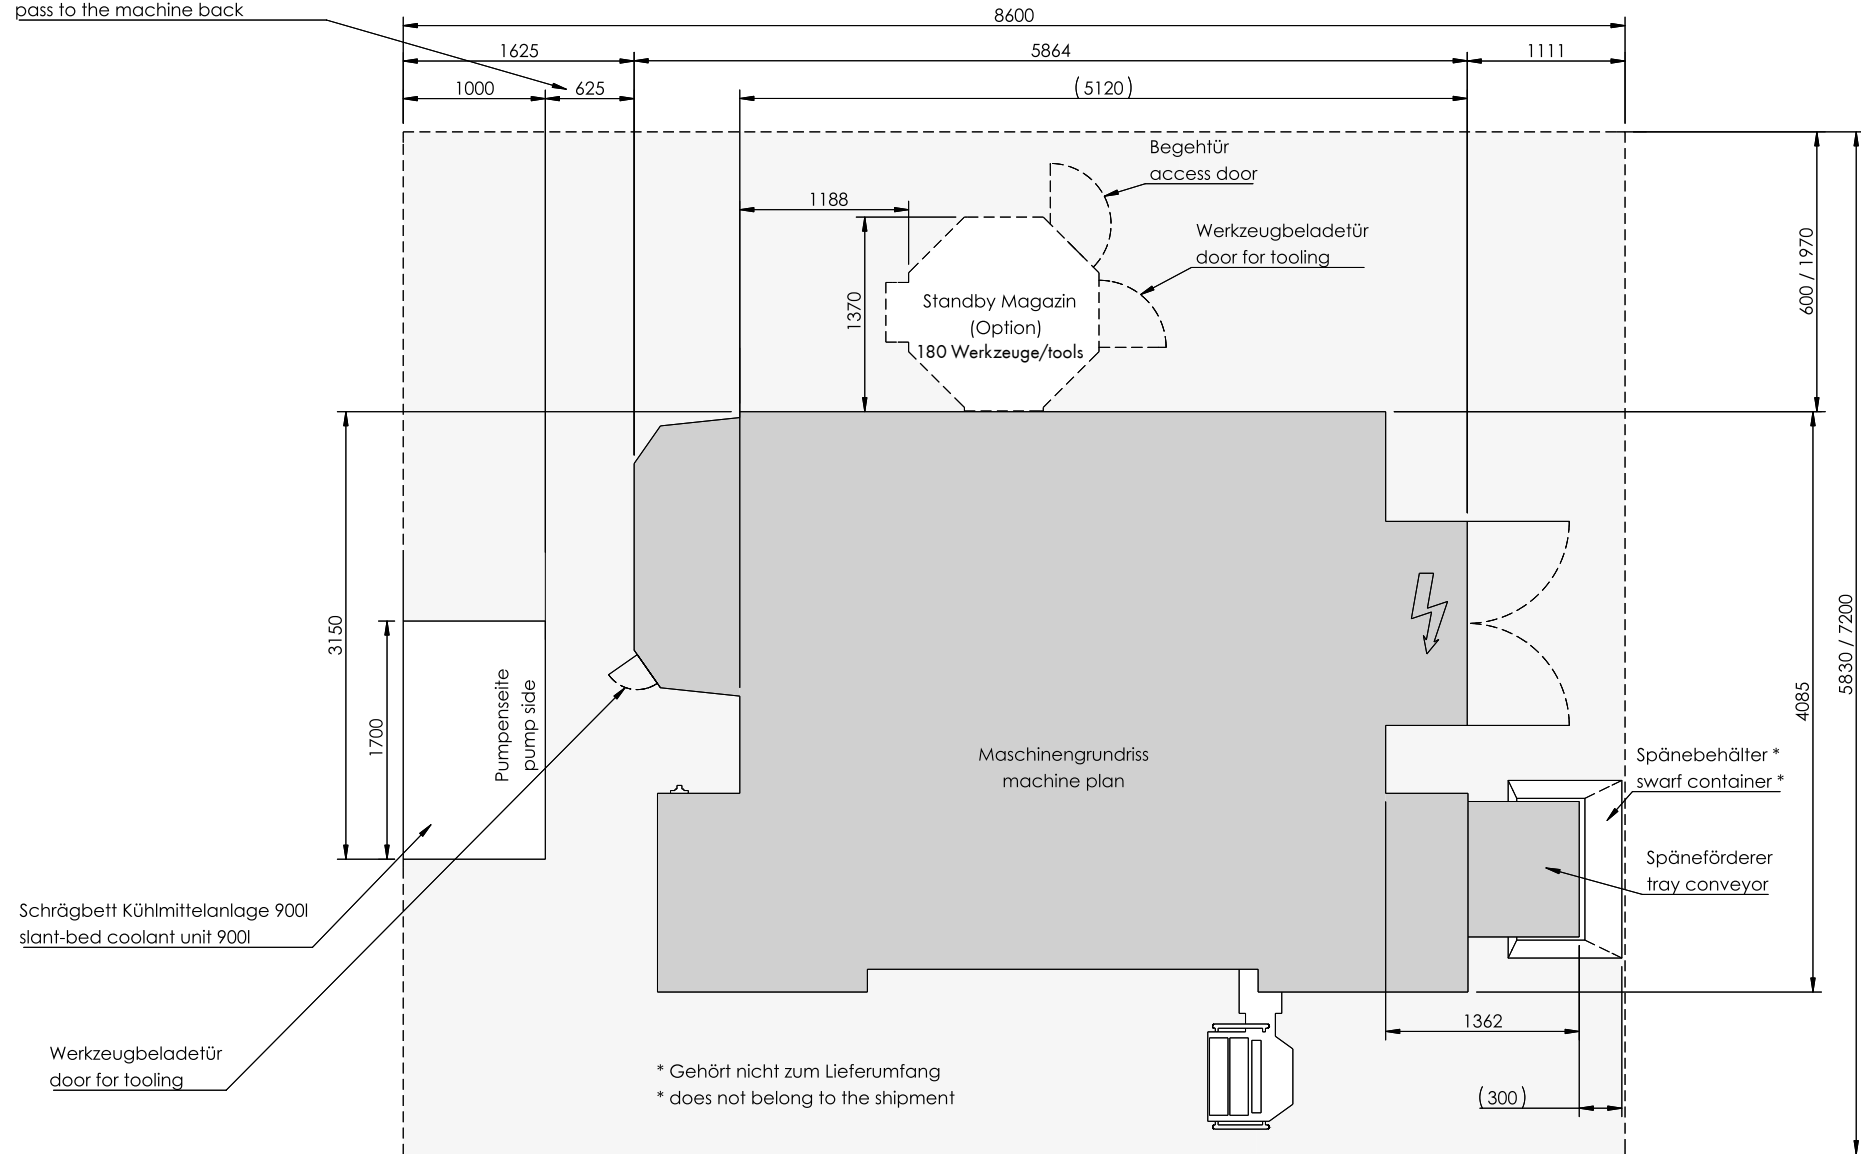 pass to the machine back
8600
1625
5864
1111
1000
625
(5120)
Begehtür
access door
1188
Werkzeugbeladetür
door for tooling
600 / 1970
1370
Standby Magazin
(Option)
180 Werkzeuge/tools
3150
1700
Pumpenseite
pump side
5830 / 7200
4085
Maschinengrundriss
machine plan
Spänebehälter *
swarf container *
Späneförderer
tray conveyor
Schrägbett Kühlmittelanlage 900l
slant-bed coolant unit 900l
1362
Werkzeugbeladetür
door for tooling
* Gehört nicht zum Lieferumfang
* does not belong to the shipment
(300)